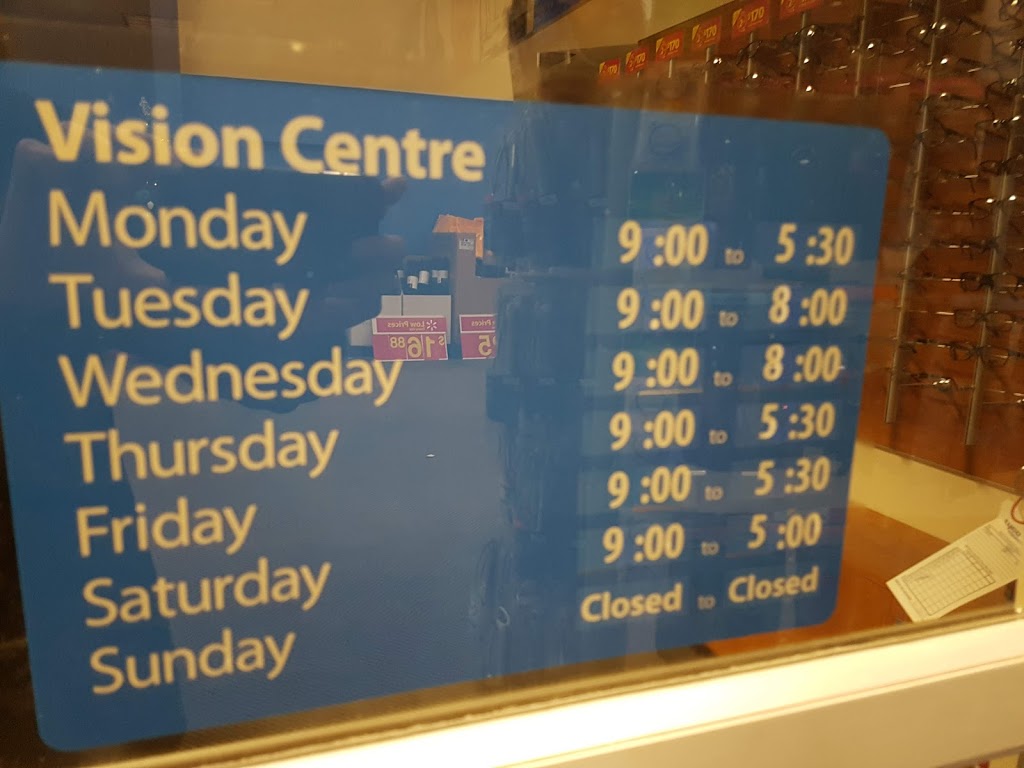 Vision Centre
Monday 9:00 to 5:30
Tuesday 9:00 to 8:00
Wednesday 9:00 to 8:00
Thursday 9:00 to 5:30
Friday 9:00 to 5:30
Saturday 9:00 to 5:00
Sunday Closed to Closed
Low Prices
$16.88